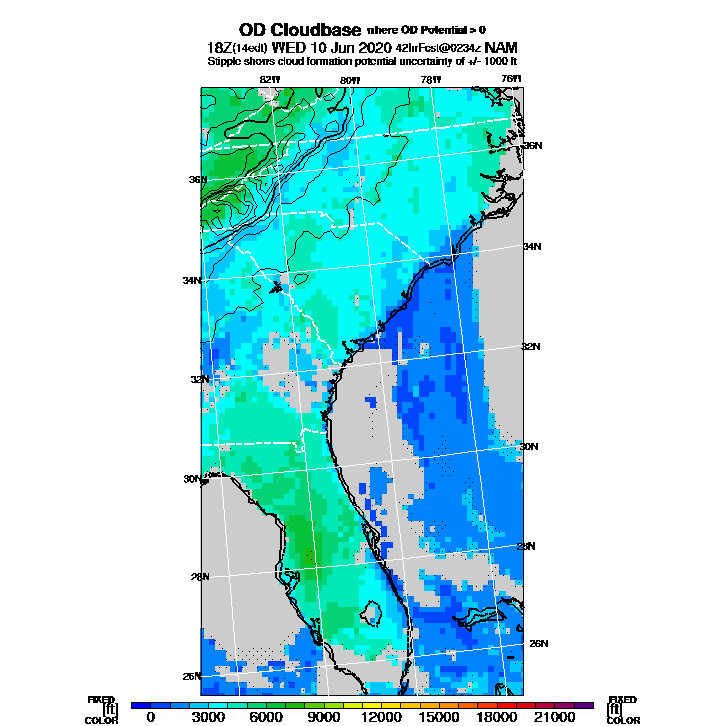 OD Cloudbase where OD Potential > 0
18Z(14edt) WED 10 Jun 2020 42hrFcst@0234z NAM
Stipple shows cloud formation potential uncertainty of +/- 1000 ft
82W 80W 78W 76W
36N
36N
34N
34N
32N
32N
30N
30N
28N
28N
26N
26N
FIXED FIXED
[ft] 0 3000 6000 9000 12000 15000 18000 21000 [ft]
COLOR COLOR